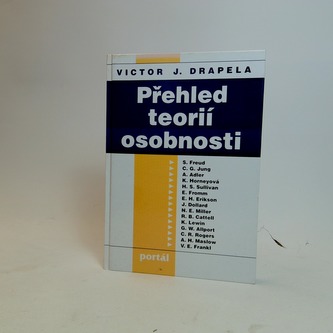 VICTOR J. DRAPELA
Přehled
teorií
osobnosti
S. Freud
C. G. Jung
A. Adler
K. Horneyová
H. S. Sullivan
E. Fromm
E. H. Erikson
J. Dollard
N. E. Miller
R. B. Cattell
K. Lewin
G. W. Allport
C. R. Rogers
A. H. Maslow
V. E. Frankl
portál